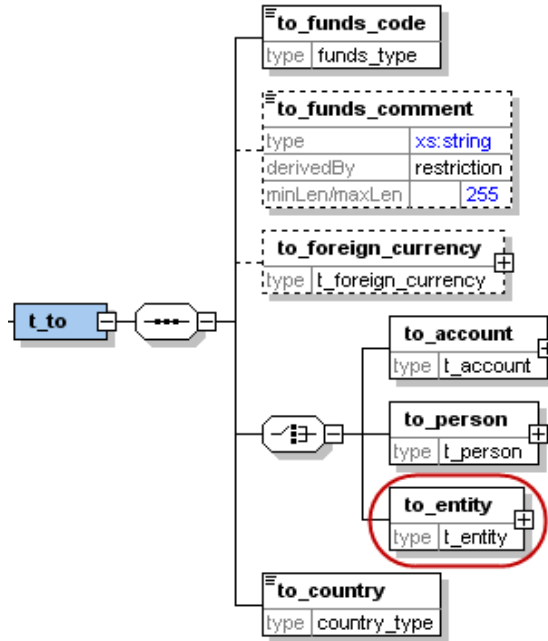 to_funds_code
type funds_type
to_funds_comment
type xs:string
derivedBy restriction
minLen/maxLen 255
to_foreign_currency
type t_foreign_currency
t_to
to_account
type t_account
to_person
type t_person
to_entity
type t_entity
to_country
type country_type